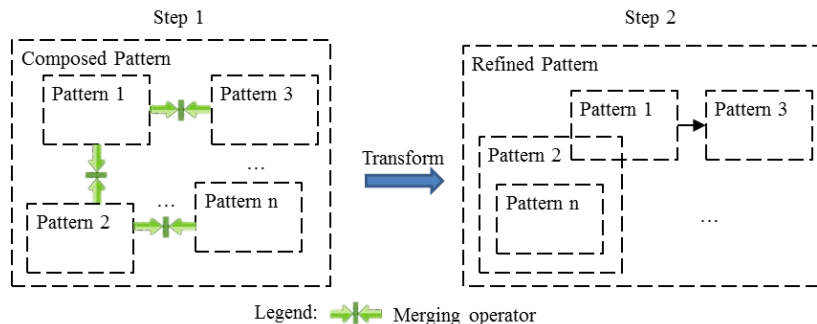 Step 1
Step 2
Composed Pattern
Pattern 1
Pattern 3
...
Pattern 2
...
Pattern n
Transform
Refined Pattern
Pattern 1
Pattern 3
Pattern 2
Pattern n
...
Legend: Merging operator